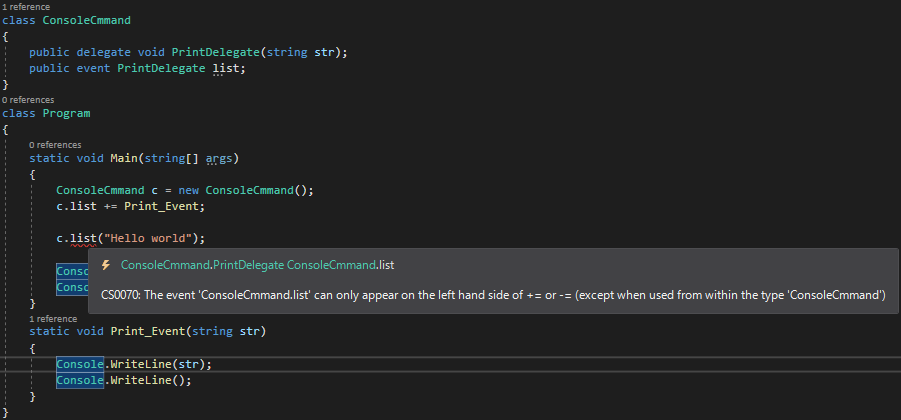 1 reference
class ConsoleCmmand
{
public delegate void PrintDelegate(string str);
public event PrintDelegate list;
}
0 references
class Program
{
0 references
static void Main(string[] args)
{
ConsoleCmmand c = new ConsoleCmmand();
c.list += Print_Event;
c.list("Hello world");
ConsoleCmmand.PrintDelegate ConsoleCmmand.list
CS0070: The event 'ConsoleCmmand.list' can only appear on the left hand side of += or -= (except when used from within the type 'ConsoleCmmand')
}
1 reference
static void Print_Event(string str)
{
Console.WriteLine(str);
Console.WriteLine();
}
}